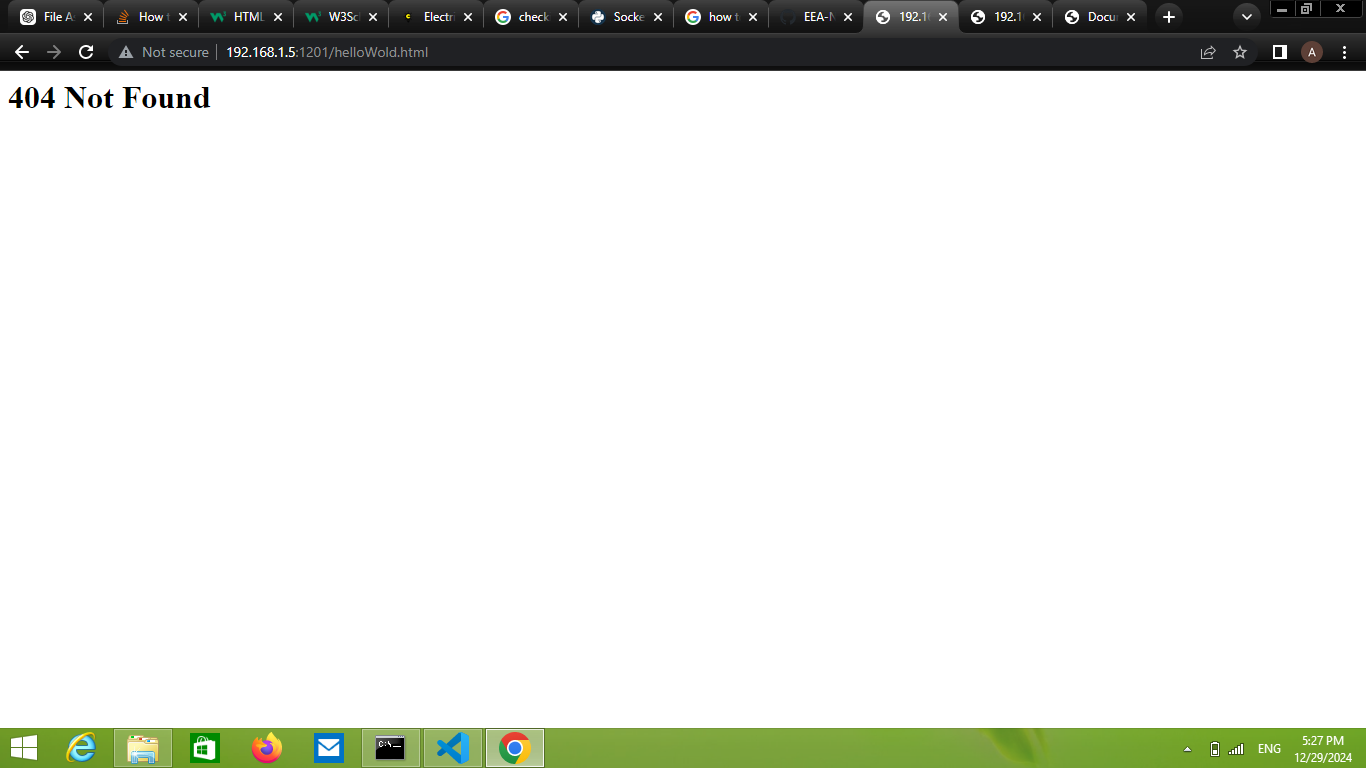 File A
How t
HTML
W3Sc
Electr
check
Socke
how t
EEA-N
192.1
192.1
Docu
A
Not secure
192.168.1.5:1201/helloWold.html
404 Not Found
C:\
ENG
5:27 PM
12/29/2024